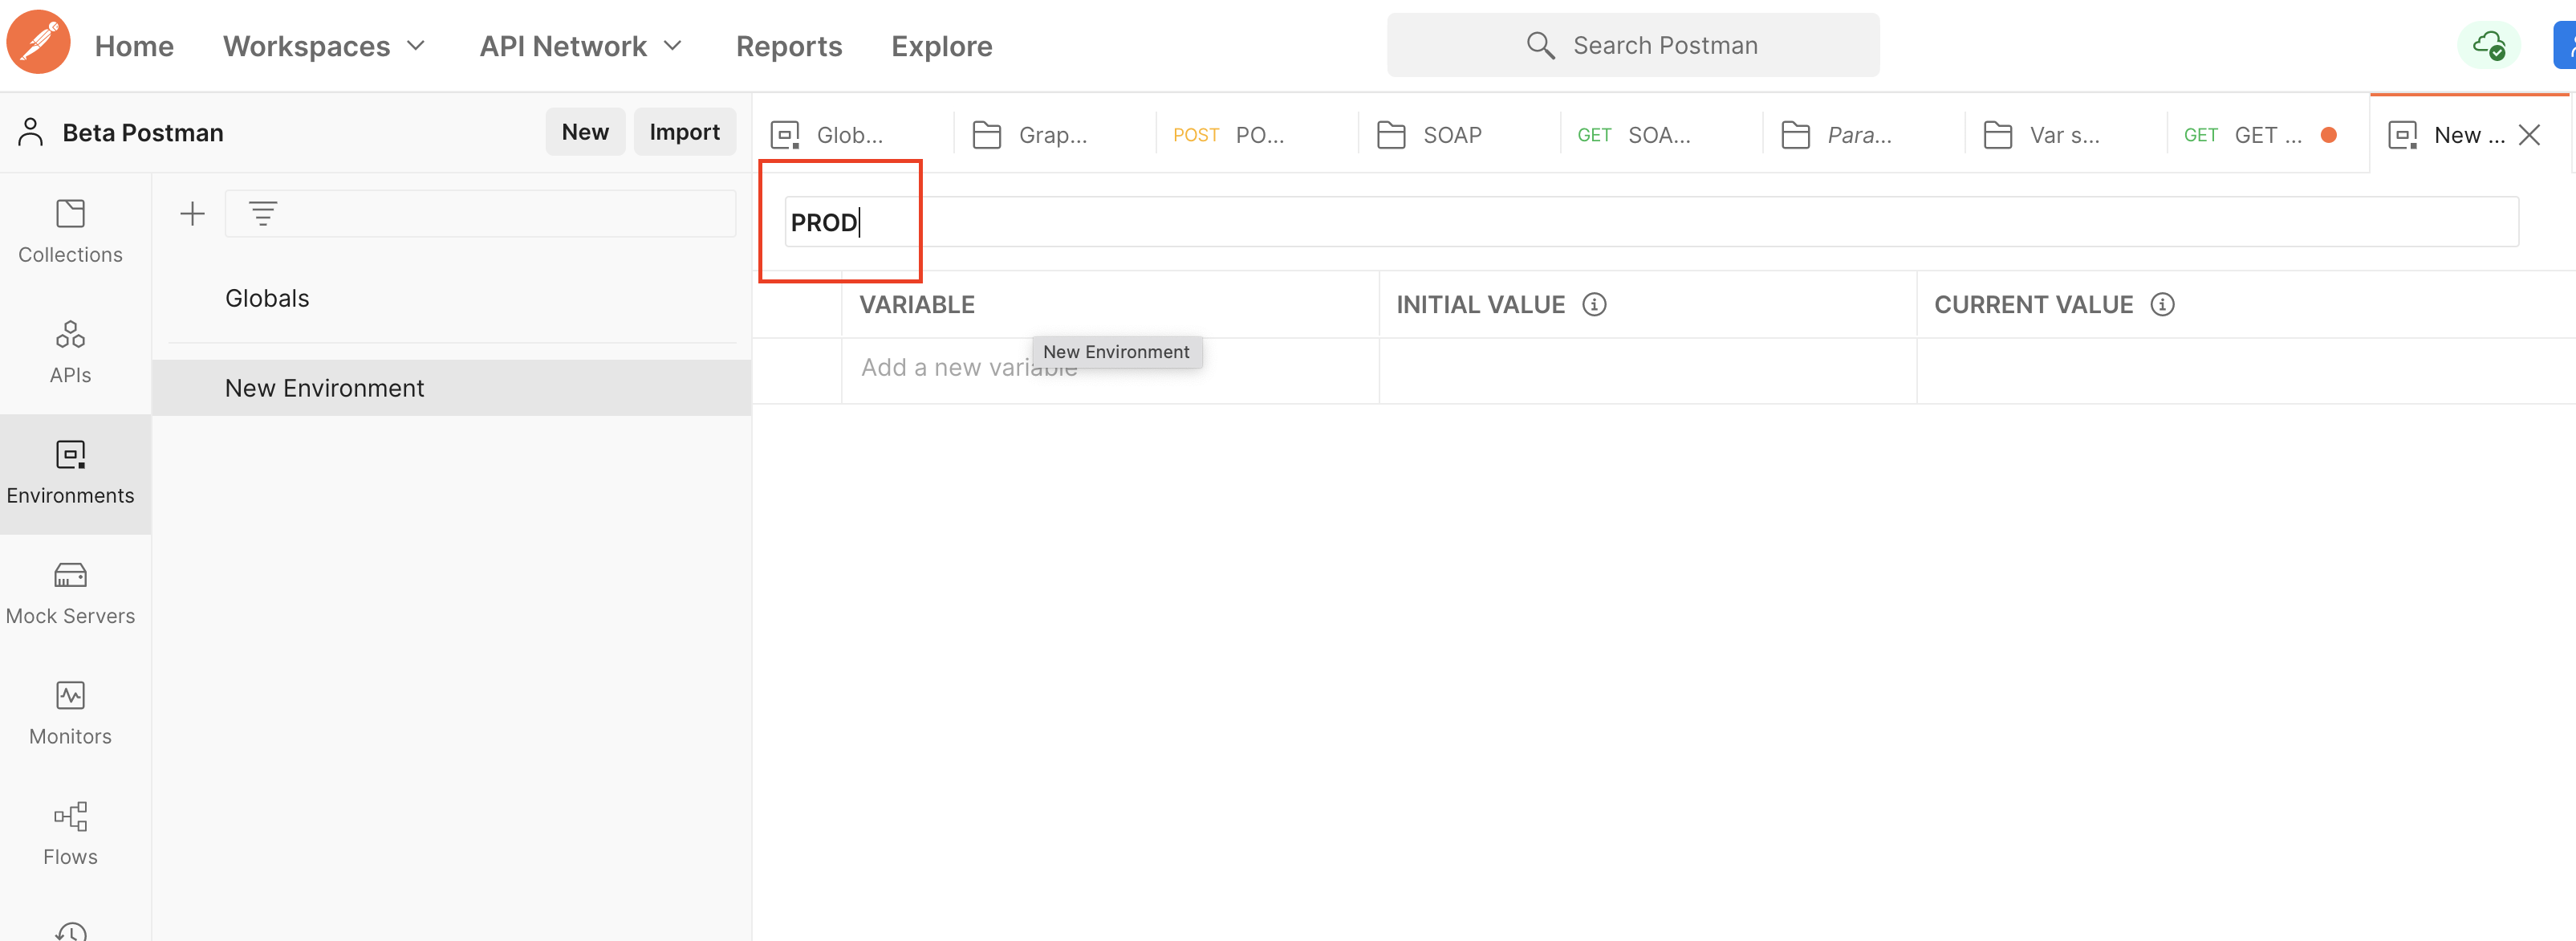 Home Workspaces API Network Reports Explore Search Postman
Beta Postman New Import
Glob... Grap... POST PO... SOAP GET SOA... Para... Var s... GET GET ... New ...
PROD
Collections
Globals
VARIABLE INITIAL VALUE CURRENT VALUE
New Environment
Add a new variable
APIs
New Environment
Environments
Mock Servers
Monitors
Flows